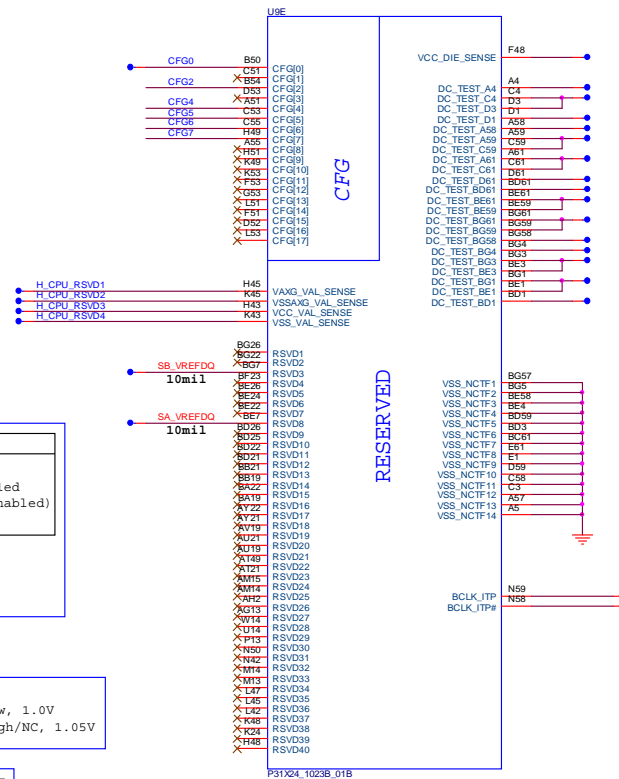 U9E
CFG0 B50 CFG[0]
C51 CFG[1]
CFG2 B54 CFG[2]
D53 CFG[3]
CFG4 A51 CFG[4]
CFG5 C53 CFG[5]
CFG6 C55 CFG[6]
CFG7 H49 CFG[7]
A55 CFG[8]
H51 CFG[9]
K49 CFG[10]
K53 CFG[11]
F53 CFG[12]
G53 CFG[13]
L51 CFG[14]
F51 CFG[15]
D52 CFG[16]
L53 CFG[17]
CFG
VCC_DIE_SENSE F48
DC_TEST_A4 A4
DC_TEST_C4 C4
DC_TEST_D3 D3
DC_TEST_D1 D1
DC_TEST_A58 A58
DC_TEST_A59 A59
DC_TEST_C59 C59
DC_TEST_A61 A61
DC_TEST_C61 C61
DC_TEST_D61 D61
DC_TEST_BD61 BD61
DC_TEST_BE61 BE61
DC_TEST_BE59 BE59
DC_TEST_BG61 BG61
DC_TEST_BG59 BG59
DC_TEST_BG58 BG58
DC_TEST_BG4 BG4
DC_TEST_BG3 BG3
DC_TEST_BE3 BE3
DC_TEST_BG1 BG1
DC_TEST_BE1 BE1
DC_TEST_BD1 BD1
H_CPU_RSVD1 H45 VAXG_VAL_SENSE
H_CPU_RSVD2 K45 VSSAXG_VAL_SENSE
H_CPU_RSVD3 H43 VCC_VAL_SENSE
H_CPU_RSVD4 K43 VSS_VAL_SENSE
BG26 RSVD1
BG22 RSVD2
SB_VREFDQ BG7 RSVD3
10mil
BF23 RSVD4
BE26 RSVD5
BE24 RSVD6
BE22 RSVD7
SA_VREFDQ BE7 RSVD8
10mil
BD26 RSVD9
BD25 RSVD10
BD22 RSVD11
BD21 RSVD12
BB21 RSVD13
BB19 RSVD14
BA22 RSVD15
BA19 RSVD16
AY22 RSVD17
AY21 RSVD18
AV19 RSVD19
AU21 RSVD20
AU19 RSVD21
AT49 RSVD22
AT21 RSVD23
AM15 RSVD24
AM14 RSVD25
AH2 RSVD26
AG13 RSVD27
W14 RSVD28
U14 RSVD29
P13 RSVD30
N50 RSVD31
N42 RSVD32
M14 RSVD33
M13 RSVD34
L47 RSVD35
L45 RSVD36
L42 RSVD37
K48 RSVD38
K24 RSVD39
H48 RSVD40
RESERVED
VSS_NCTF1 BG57
VSS_NCTF2 BG5
VSS_NCTF3 BE58
VSS_NCTF4 BE4
VSS_NCTF5 BD59
VSS_NCTF6 BD3
VSS_NCTF7 BC61
VSS_NCTF8 E61
VSS_NCTF9 E1
VSS_NCTF10 D59
VSS_NCTF11 C58
VSS_NCTF12 C3
VSS_NCTF13 A57
VSS_NCTF14 A5
BCLK_ITP N59
BCLK_ITP# N58
led
nabled)
w, 1.0V
gh/NC, 1.05V
P31X24_1023B_01B